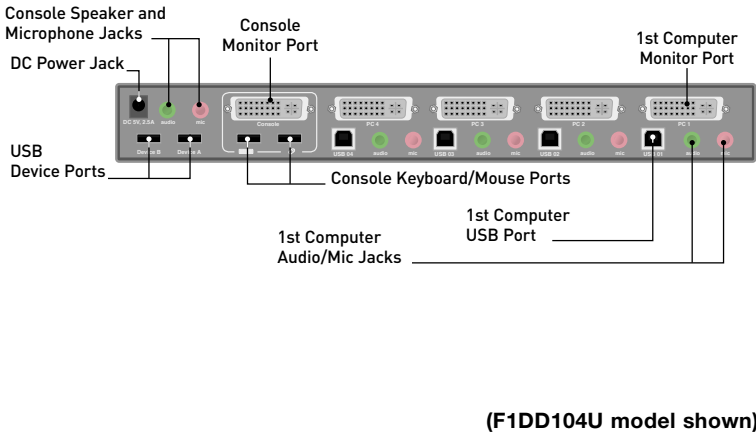 Console Speaker and
Microphone Jacks
Console
Monitor Port
1st Computer
Monitor Port
DC Power Jack
DC 5V, 2.5A
audio
mic
Console
PC 4
PC 3
PC 2
PC 1
Device B
Device A
USB 04
audio
mic
USB 03
audio
mic
USB 02
audio
mic
USB 01
audio
mic
USB
Device Ports
Console Keyboard/Mouse Ports
1st Computer
USB Port
1st Computer
Audio/Mic Jacks
(F1DD104U model shown)